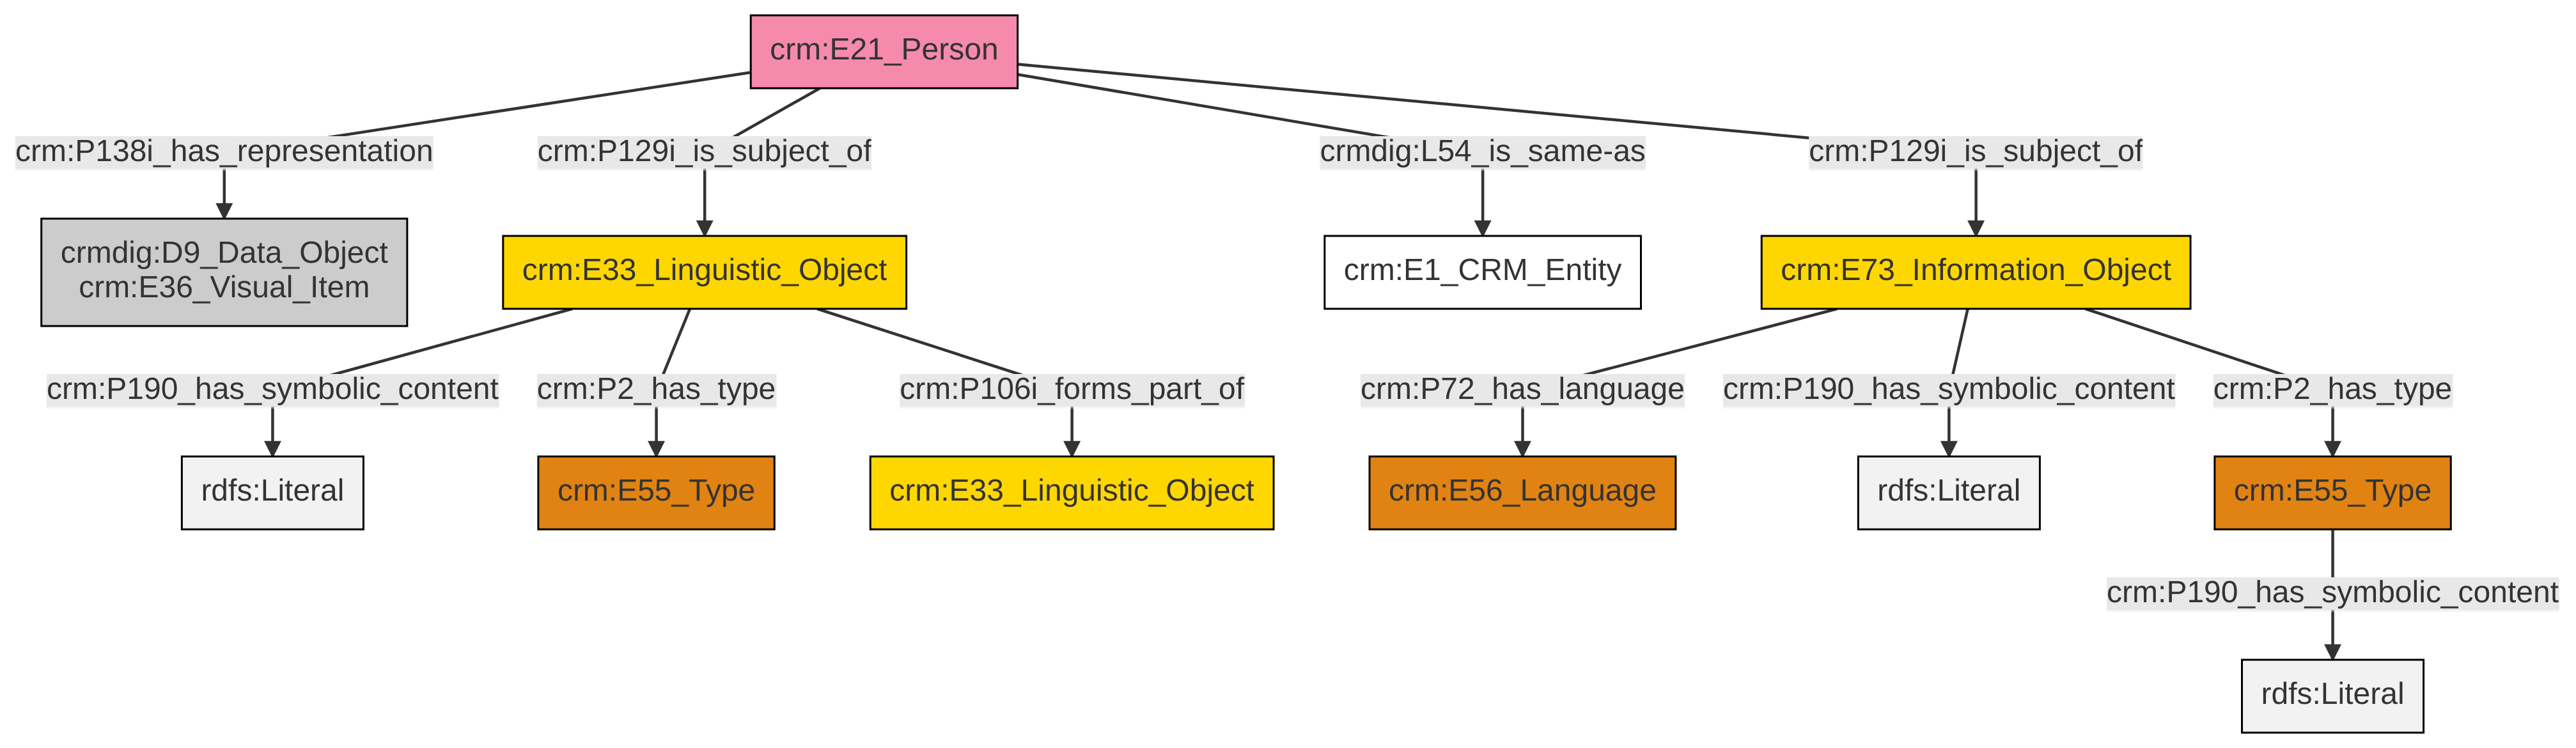 crm:E21_Person
crm:P138i_has_representation
crm:P129i_is_subject_of
crmdig:L54_is_same-as
crm:P129i_is_subject_of
crmdig:D9_Data_Object
crm:E36_Visual_Item
crm:E33_Linguistic_Object
crm:E1_CRM_Entity
crm:E73_Information_Object
crm:P190_has_symbolic_content
crm:P2_has_type
crm:P106i_forms_part_of
crm:P72_has_language
crm:P190_has_symbolic_content
crm:P2_has_type
rdfs:Literal
crm:E55_Type
crm:E33_Linguistic_Object
crm:E56_Language
rdfs:Literal
crm:E55_Type
crm:P190_has_symbolic_content
rdfs:Literal